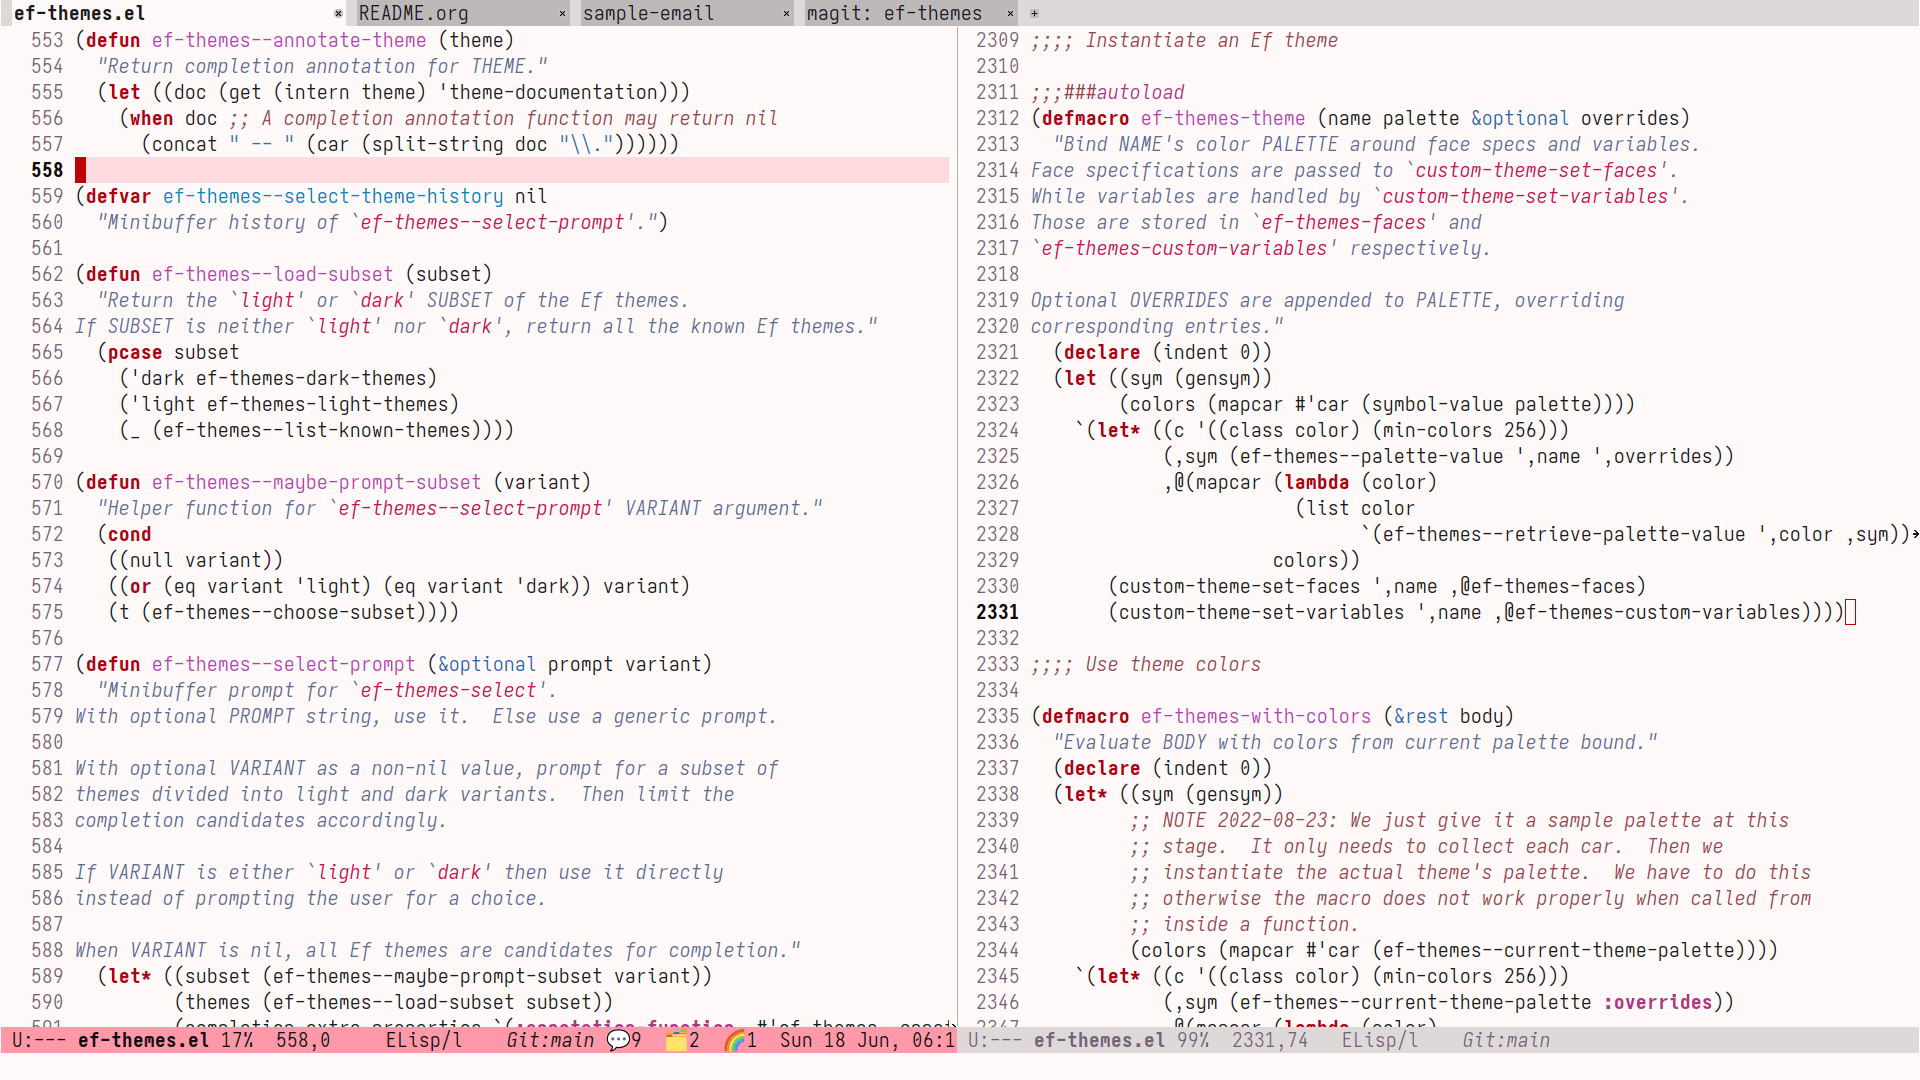 ef-themes.el × README.org × sample-email × magit: ef-themes × +
553 (defun ef-themes--annotate-theme (theme)
554   "Return completion annotation for THEME."
555   (let ((doc (get (intern theme) 'theme-documentation)))
556     (when doc ;; A completion annotation function may return nil
557       (concat " -- " (car (split-string doc "\\."))))))
558
559 (defvar ef-themes--select-theme-history nil
560   "Minibuffer history of `ef-themes--select-prompt'.")
561
562 (defun ef-themes--load-subset (subset)
563   "Return the `light' or `dark' SUBSET of the Ef themes.
564 If SUBSET is neither `light' nor `dark', return all the known Ef themes."
565   (pcase subset
566     ('dark ef-themes-dark-themes)
567     ('light ef-themes-light-themes)
568     (_ (ef-themes--list-known-themes))))
569
570 (defun ef-themes--maybe-prompt-subset (variant)
571   "Helper function for `ef-themes--select-prompt' VARIANT argument."
572   (cond
573    ((null variant))
574    ((or (eq variant 'light) (eq variant 'dark)) variant)
575    (t (ef-themes--choose-subset))))
576
577 (defun ef-themes--select-prompt (&optional prompt variant)
578   "Minibuffer prompt for `ef-themes-select'.
579 With optional PROMPT string, use it.  Else use a generic prompt.
580
581 With optional VARIANT as a non-nil value, prompt for a subset of
582 themes divided into light and dark variants.  Then limit the
583 completion candidates accordingly.
584
585 If VARIANT is either `light' or `dark' then use it directly
586 instead of prompting the user for a choice.
587
588 When VARIANT is nil, all Ef themes are candidates for completion."
589   (let* ((subset (ef-themes--maybe-prompt-subset variant))
590          (themes (ef-themes--load-subset subset))
U:--- ef-themes.el 17%  558,0     ELisp/l    Git:main 💬9  🗂️2  🌈1  Sun 18 Jun, 06:1
2309 ;;;; Instantiate an Ef theme
2310
2311 ;;;###autoload
2312 (defmacro ef-themes-theme (name palette &optional overrides)
2313   "Bind NAME's color PALETTE around face specs and variables.
2314 Face specifications are passed to `custom-theme-set-faces'.
2315 While variables are handled by `custom-theme-set-variables'.
2316 Those are stored in `ef-themes-faces' and
2317 `ef-themes-custom-variables' respectively.
2318
2319 Optional OVERRIDES are appended to PALETTE, overriding
2320 corresponding entries."
2321   (declare (indent 0))
2322   (let ((sym (gensym))
2323         (colors (mapcar #'car (symbol-value palette))))
2324     `(let* ((c '((class color) (min-colors 256)))
2325             (,sym (ef-themes--palette-value ',name ',overrides))
2326             ,@(mapcar (lambda (color)
2327                         (list color
2328                               `(ef-themes--retrieve-palette-value ',color ,sym))
2329                       colors))
2330        (custom-theme-set-faces ',name ,@ef-themes-faces)
2331        (custom-theme-set-variables ',name ,@ef-themes-custom-variables))))
2332
2333 ;;;; Use theme colors
2334
2335 (defmacro ef-themes-with-colors (&rest body)
2336   "Evaluate BODY with colors from current palette bound."
2337   (declare (indent 0))
2338   (let* ((sym (gensym))
2339          ;; NOTE 2022-08-23: We just give it a sample palette at this
2340          ;; stage.  It only needs to collect each car.  Then we
2341          ;; instantiate the actual theme's palette.  We have to do this
2342          ;; otherwise the macro does not work properly when called from
2343          ;; inside a function.
2344          (colors (mapcar #'car (ef-themes--current-theme-palette))))
2345     `(let* ((c '((class color) (min-colors 256)))
2346             (,sym (ef-themes--current-theme-palette :overrides))
2347             ,@(mapcar (lambda (color)
U:--- ef-themes.el 99%  2331,74   ELisp/l    Git:main